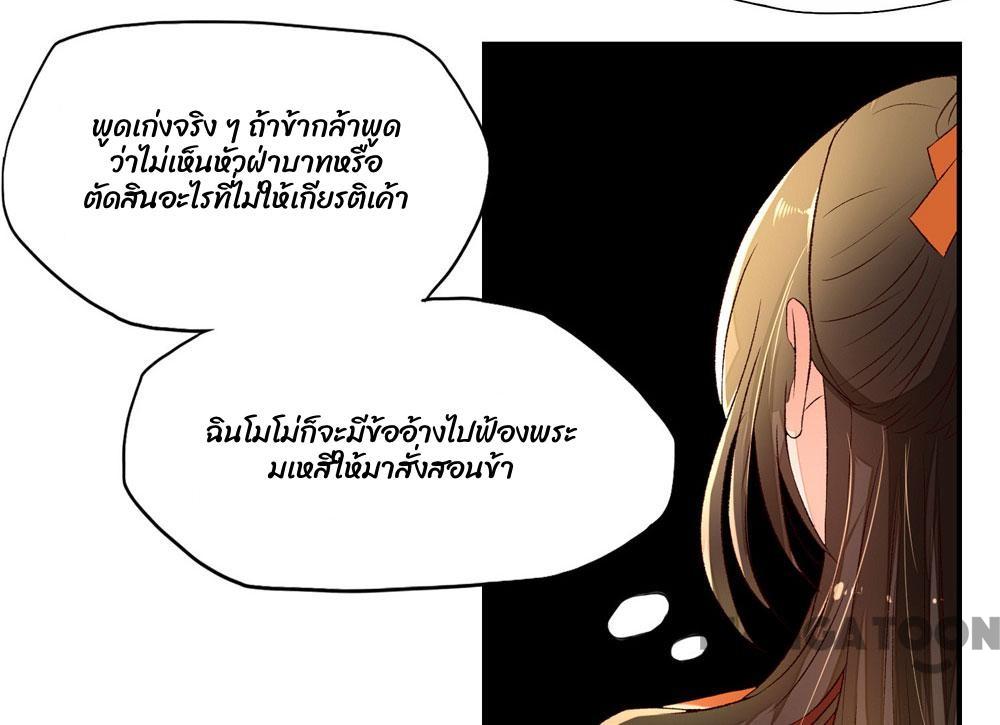 พูดเก่งจริง ๆ ถ้าข้ากล้าพูด
ว่าไม่เห็นหัวฝ่าบาทหรือ
ตัดสินอะไรที่ไม่ให้เกียรติเค้า
ฉินโมโม่ก็จะมีข้ออ้างไปฟ้องพระ
มเหสีให้มาสั่งสอนข้า
MANGATOON